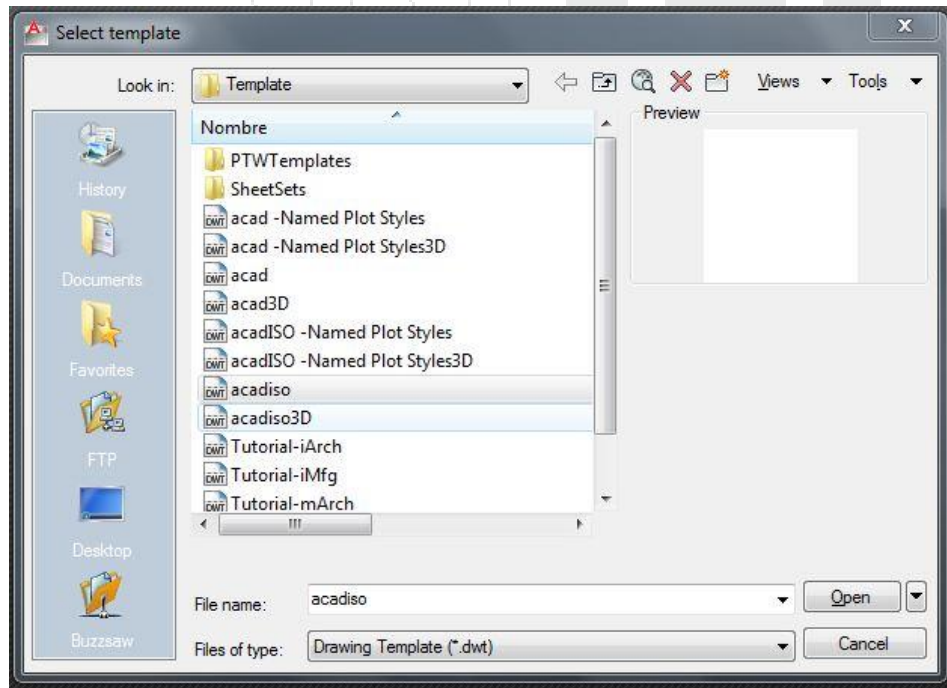 Select template
Look in: Template Views Tools
Nombre
Preview
PTWTemplates
SheetSets
acad -Named Plot Styles
acad -Named Plot Styles3D
acad
acad3D
acadISO -Named Plot Styles
acadISO -Named Plot Styles3D
acadiso
acadiso3D
Tutorial-iArch
Tutorial-iMfg
Tutorial-mArch
History
Documents
Favorites
FTP
Desktop
Buzzsaw
File name: acadiso Open
Files of type: Drawing Template (*.dwt) Cancel